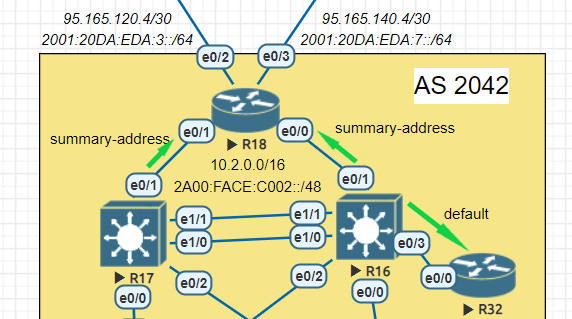 95.165.120.4/30
95.165.140.4/30
2001:20DA:EDA:3::/64
2001:20DA:EDA:7::/64
e0/2
e0/3
AS 2042
summary-address
e0/1
R18
e0/0
summary-address
10.2.0.0/16
2A00:FACE:C002::/48
e0/1
e0/1
default
e1/1
e1/1
e1/0
e1/0
e0/3
R17
e0/2
e0/2
R16
e0/0
e0/0
e0/0
R32